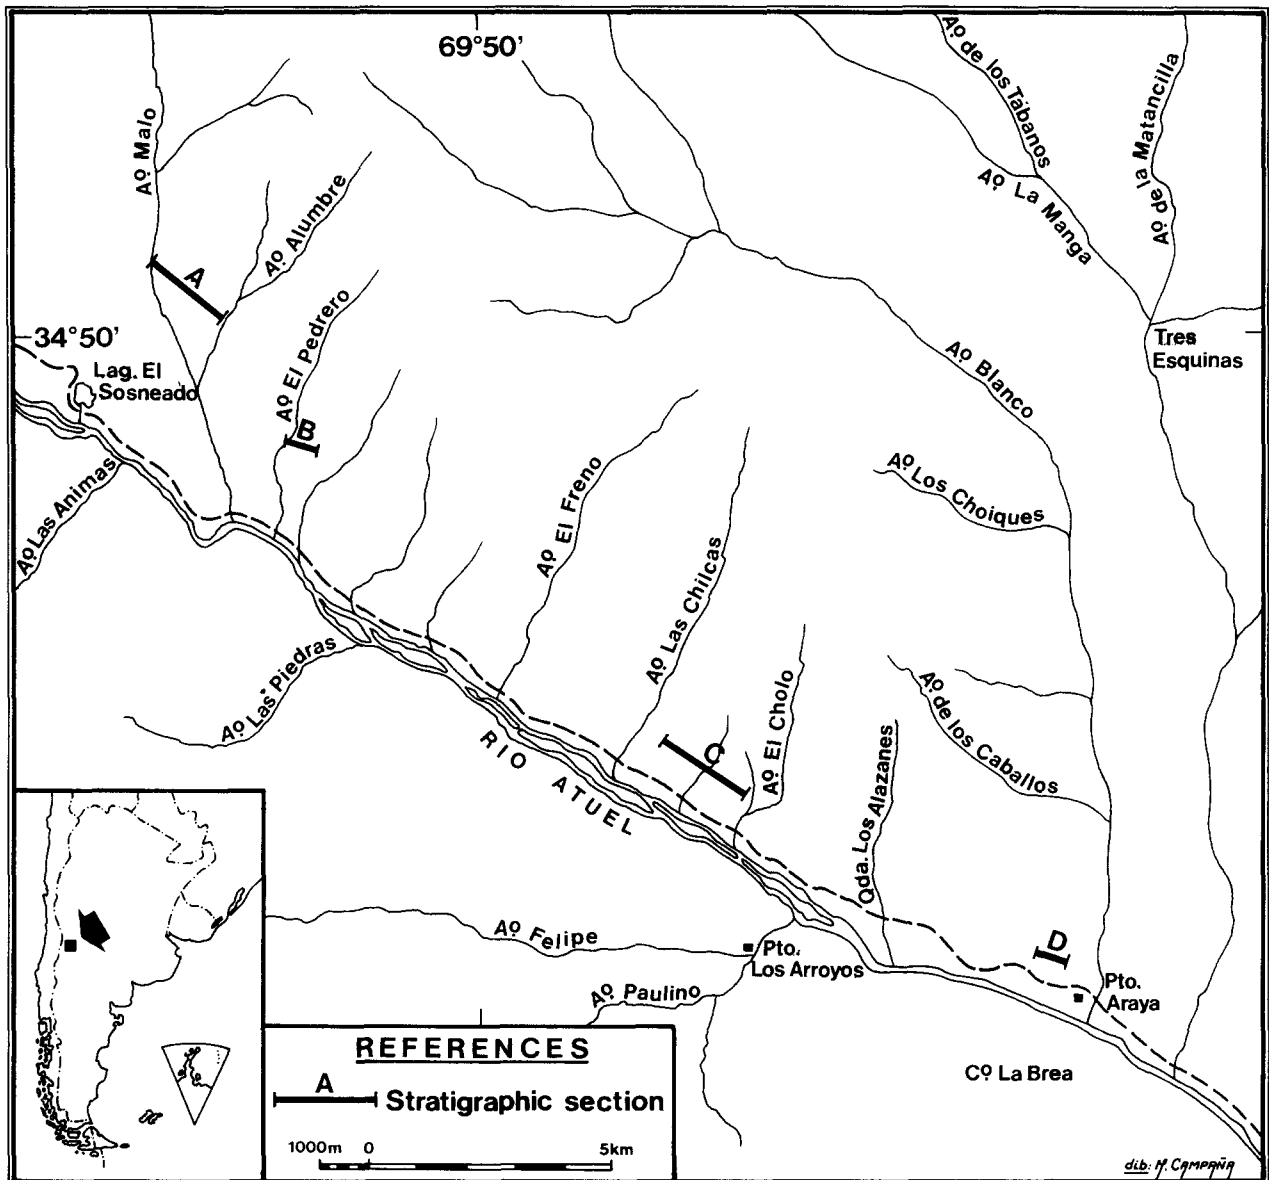 69°50'
Aº de los Tábanos
Aº de la Matancilla
Aº Malo
Aº La Manga
Aº Alumbre
A
Aº El Pedrero
34°50'
Tres
Esquinas
Lag. El
Sosneado
Aº Blanco
B
Aº Las Animas
Aº El Freno
Aº Los Choiques
Aº Las Chilcas
Aº Las Piedras
Aº El Cholo
Aº de los Caballos
C
RIO ATUEL
Qda. Los Alazanes
Aº Felipe
Pto.
Los Arroyos
D
Aº Paulino
Pto.
Araya
REFERENCES
A
Stratigraphic section
Cº La Brea
1000m 0 5km
dib: M. CAMPAÑA